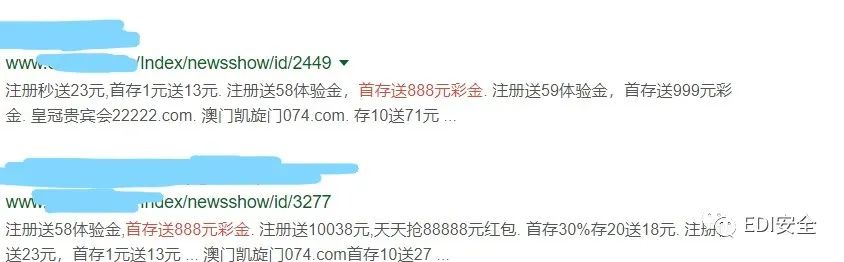 www. /Index/newsshow/id/2449
注册秒送23元,首存1元送13元. 注册送58体验金，首存送888元彩金. 注册送59体验金，首存送999元彩
金. 皇冠贵宾会22222.com. 澳门凯旋门074.com. 存10送71元 ...
www. ndex/newsshow/id/3277
注册送58体验金,首存送888元彩金. 注册送10038元,天天抢88888元红包. 首存30%存20送18元. 注册
送23元，首存1元送13元 ... 澳门凯旋门074.com首存10送27 ...
EDI安全